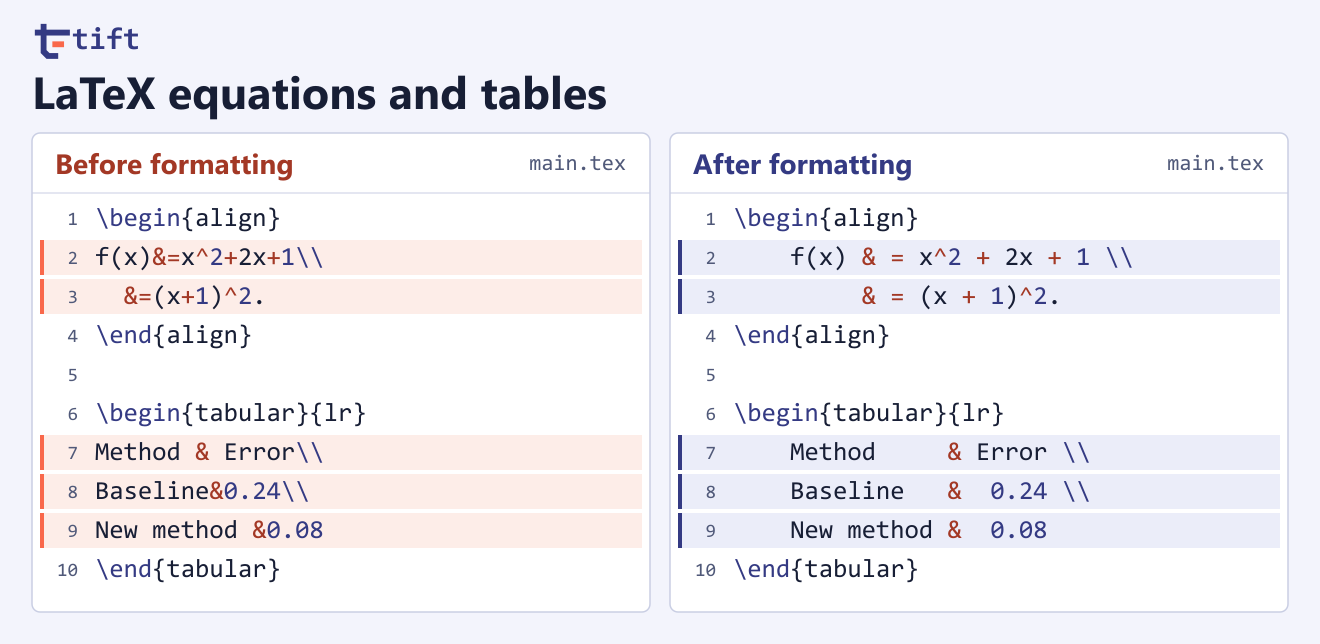 tift
LaTeX equations and tables
Before formatting main.tex
1 \begin{align}
2 f(x)&=x^2+2x+1\\
3   &=(x+1)^2.
4 \end{align}
5
6 \begin{tabular}{lr}
7 Method & Error\\
8 Baseline&0.24\\
9 New method &0.08
10 \end{tabular}
After formatting main.tex
1 \begin{align}
2     f(x) & = x^2 + 2x + 1 \\
3          & = (x + 1)^2.
4 \end{align}
5
6 \begin{tabular}{lr}
7     Method     & Error \\
8     Baseline   &  0.24 \\
9     New method &  0.08
10 \end{tabular}